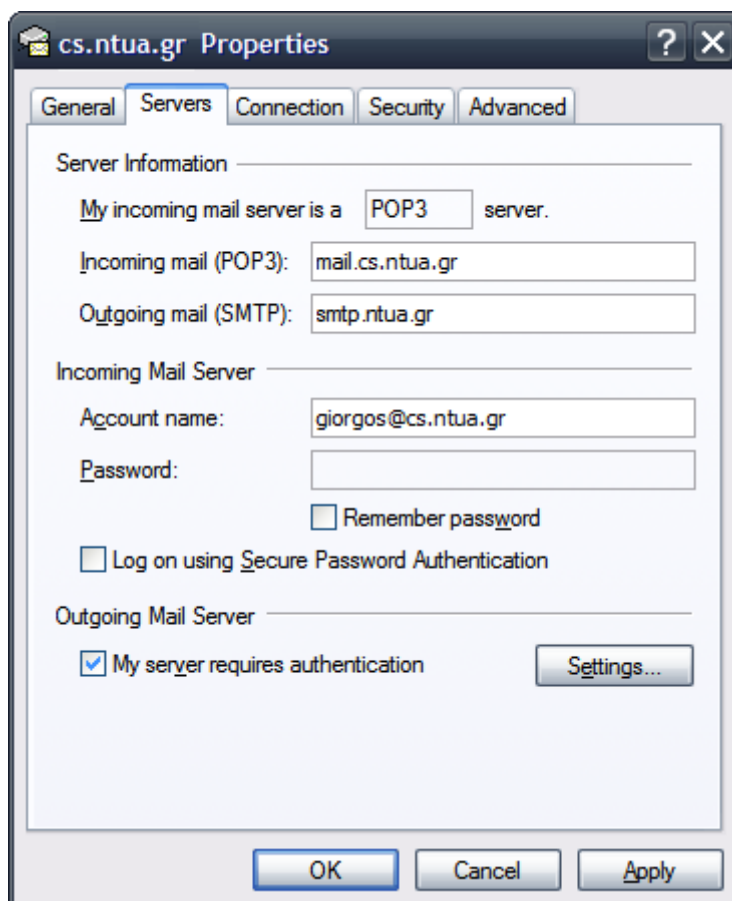 cs.ntua.gr Properties
General Servers Connection Security Advanced
Server Information
My incoming mail server is a POP3 server.
Incoming mail (POP3): mail.cs.ntua.gr
Outgoing mail (SMTP): smtp.ntua.gr
Incoming Mail Server
Account name: giorgos@cs.ntua.gr
Password:
Remember password
Log on using Secure Password Authentication
Outgoing Mail Server
My server requires authentication Settings...
OK Cancel Apply